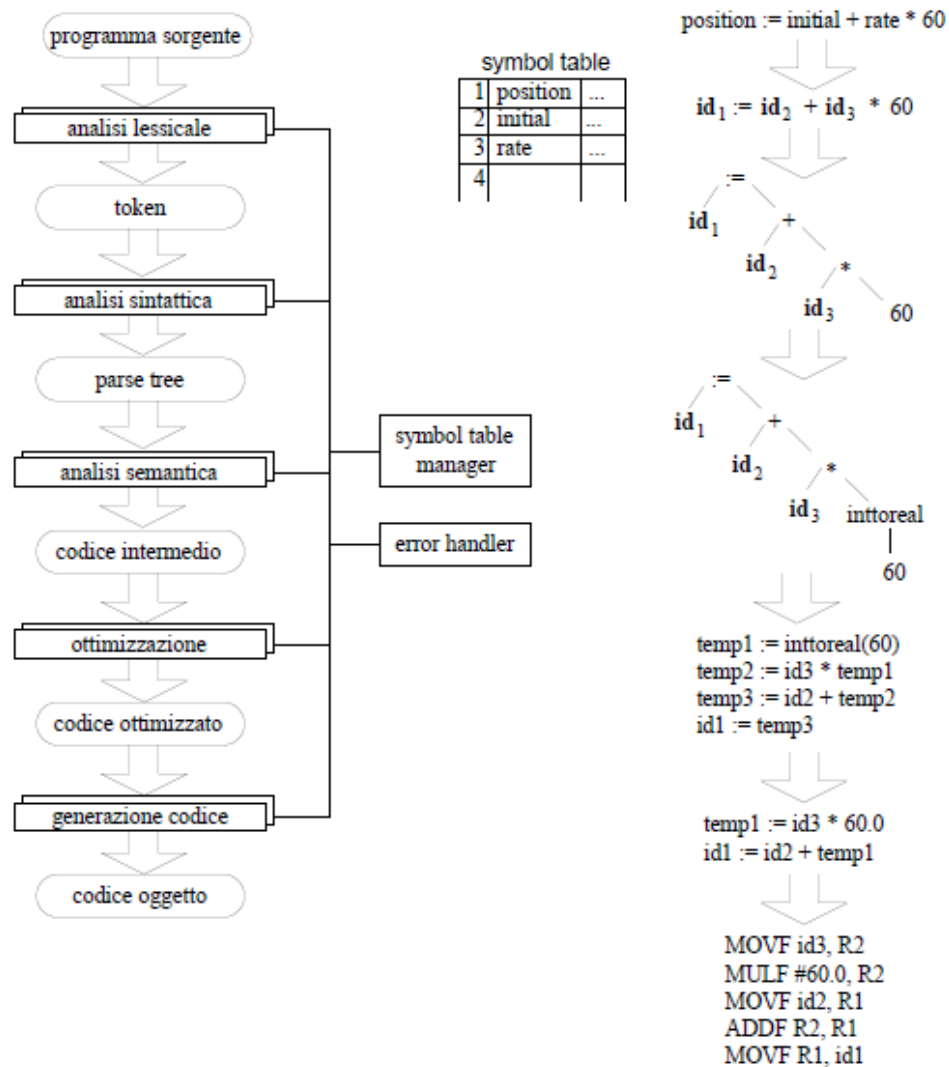 programma sorgente
analisi lessicale
token
analisi sintattica
parse tree
analisi semantica
codice intermedio
ottimizzazione
codice ottimizzato
generazione codice
codice oggetto
symbol table
1 position ...
2 initial ...
3 rate ...
4
symbol table
manager
error handler
position := initial + rate * 60
id1 := id2 + id3 * 60
:=
id1 +
id2 *
id3 60
:=
id1 +
id2 *
id3 inttoreal
60
temp1 := inttoreal(60)
temp2 := id3 * temp1
temp3 := id2 + temp2
id1 := temp3
temp1 := id3 * 60.0
id1 := id2 + temp1
MOVF id3, R2
MULF #60.0, R2
MOVF id2, R1
ADDF R2, R1
MOVF R1, id1